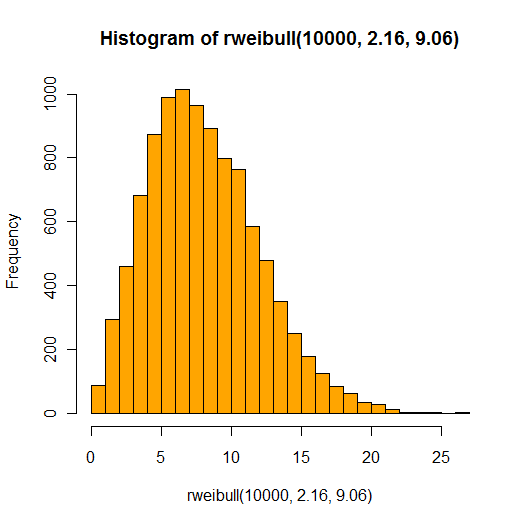 Histogram of rweibull(10000, 2.16, 9.06)
Frequency
1000
800
600
400
200
0
0 5 10 15 20 25
rweibull(10000, 2.16, 9.06)